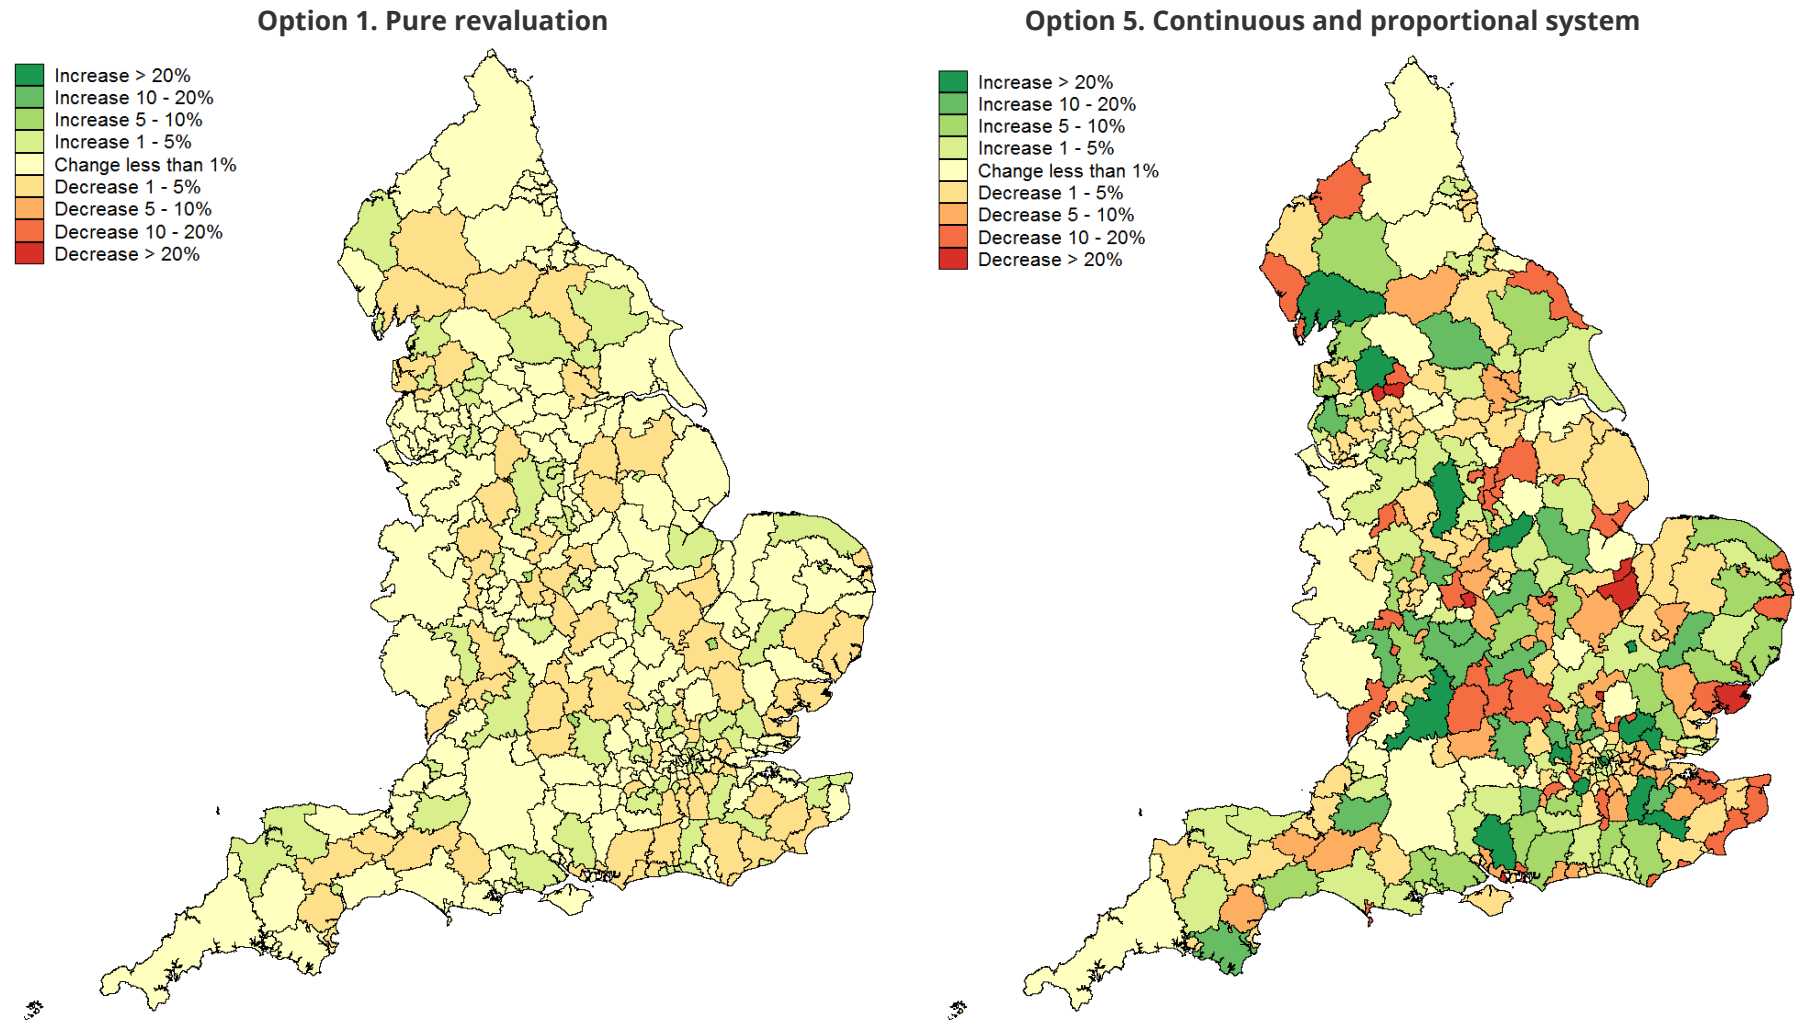 Option 1. Pure revaluation
Increase > 20%
Increase 10 - 20%
Increase 5 - 10%
Increase 1 - 5%
Change less than 1%
Decrease 1 - 5%
Decrease 5 - 10%
Decrease 10 - 20%
Decrease > 20%
Option 5. Continuous and proportional system
Increase > 20%
Increase 10 - 20%
Increase 5 - 10%
Increase 1 - 5%
Change less than 1%
Decrease 1 - 5%
Decrease 5 - 10%
Decrease 10 - 20%
Decrease > 20%